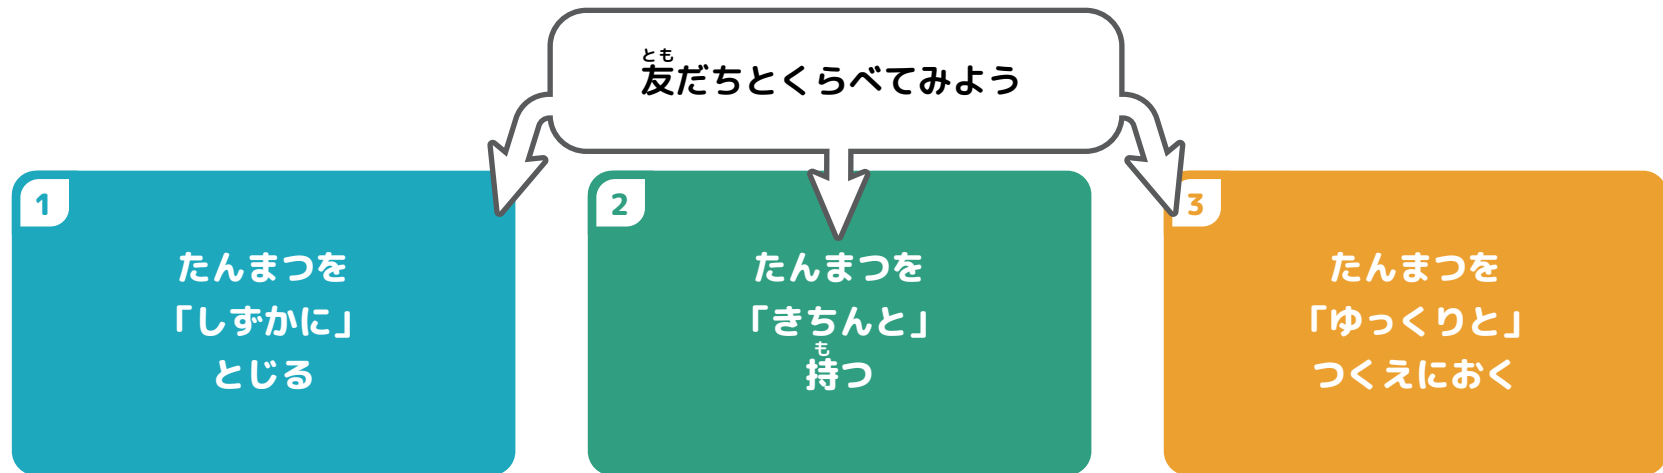 とも
友だちとくらべてみよう
1
たんまつを
「しずかに」
とじる
2
たんまつを
「きちんと」
も
持つ
3
たんまつを
「ゆっくりと」
つくえにおく